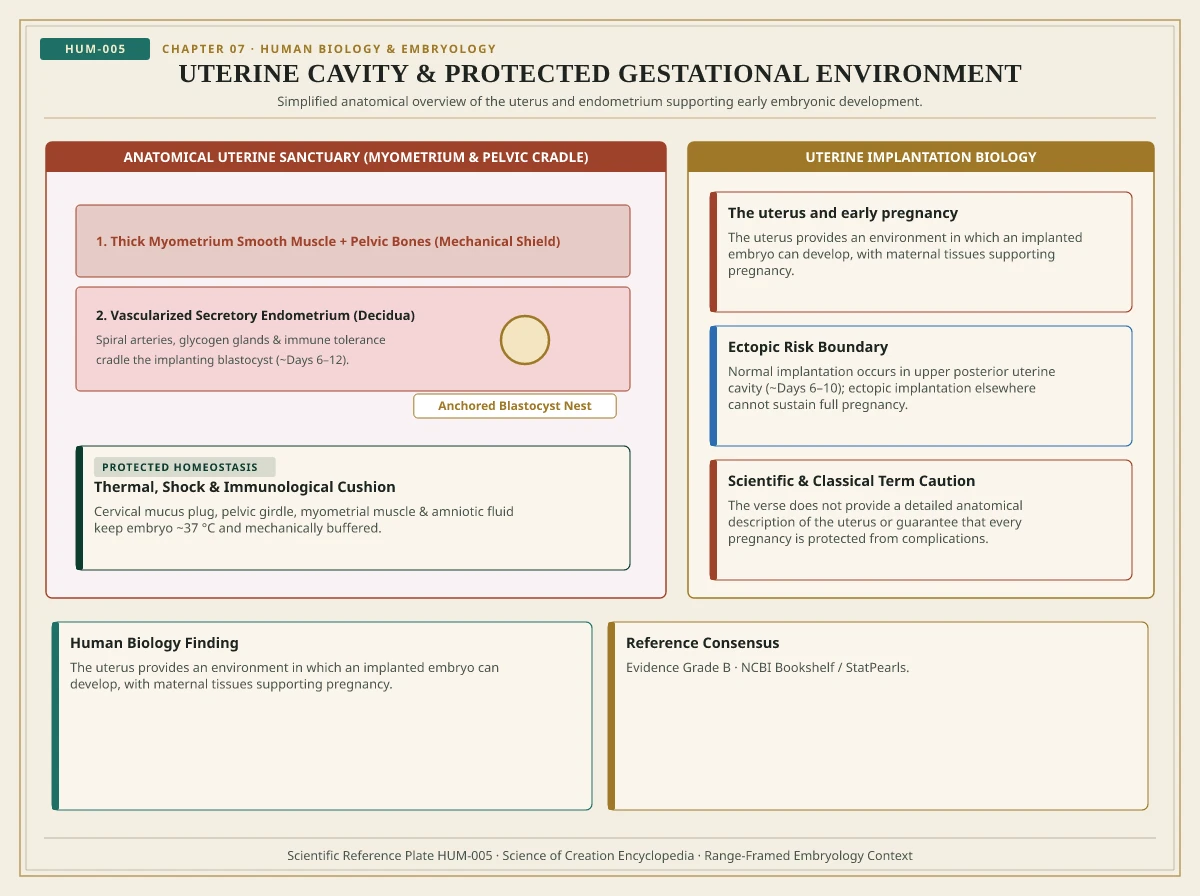 HUM-005
CHAPTER 07 · HUMAN BIOLOGY & EMBRYOLOGY
UTERINE CAVITY & PROTECTED GESTATIONAL ENVIRONMENT
Simplified anatomical overview of the uterus and endometrium supporting early embryonic development.
ANATOMICAL UTERINE SANCTUARY (MYOMETRIUM & PELVIC CRADLE)
1. Thick Myometrium Smooth Muscle + Pelvic Bones (Mechanical Shield)
2. Vascularized Secretory Endometrium (Decidua)
Spiral arteries, glycogen glands & immune tolerance
cradle the implanting blastocyst (~Days 6–12).
Anchored Blastocyst Nest
PROTECTED HOMEOSTASIS
Thermal, Shock & Immunological Cushion
Cervical mucus plug, pelvic girdle, myometrial muscle & amniotic fluid
keep embryo ~37 °C and mechanically buffered.
UTERINE IMPLANTATION BIOLOGY
The uterus and early pregnancy
The uterus provides an environment in which an implanted
embryo can develop, with maternal tissues supporting
pregnancy.
Ectopic Risk Boundary
Normal implantation occurs in upper posterior uterine
cavity (~Days 6–10); ectopic implantation elsewhere
cannot sustain full pregnancy.
Scientific & Classical Term Caution
The verse does not provide a detailed anatomical
description of the uterus or guarantee that every
pregnancy is protected from complications.
Human Biology Finding
The uterus provides an environment in which an implanted embryo can
develop, with maternal tissues supporting pregnancy.
Reference Consensus
Evidence Grade B · NCBI Bookshelf / StatPearls.
Scientific Reference Plate HUM-005 · Science of Creation Encyclopedia · Range-Framed Embryology Context